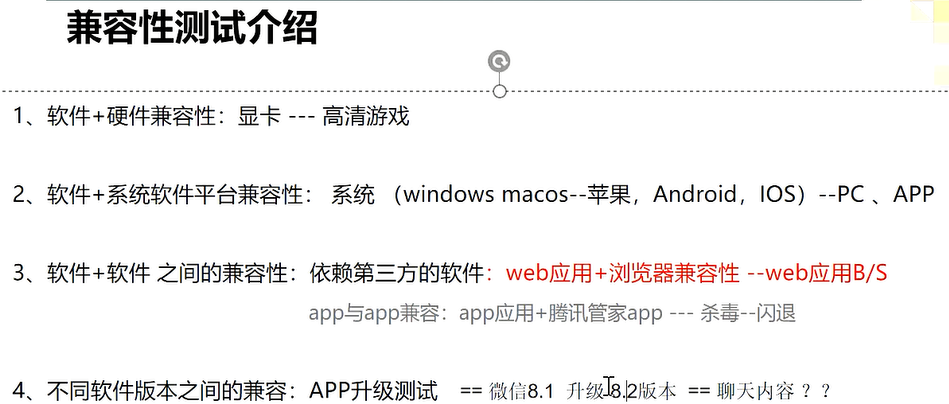 兼容性测试介绍
1、软件+硬件兼容性：显卡 --- 高清游戏
2、软件+系统软件平台兼容性： 系统 （windows macos--苹果，Android，IOS）--PC 、APP
3、软件+软件 之间的兼容性：依赖第三方的软件：web应用+浏览器兼容性 --web应用B/S
app与app兼容：app应用+腾讯管家app --- 杀毒--闪退
4、不同软件版本之间的兼容：APP升级测试 == 微信8.1 升级 8.2版本 == 聊天内容？？